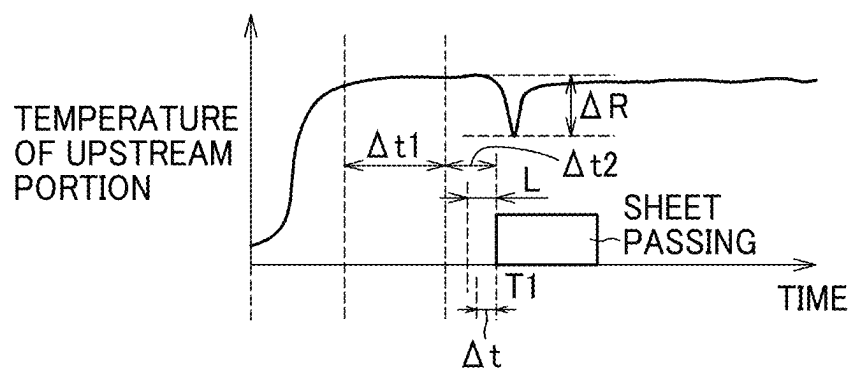 TEMPERATURE
OF UPSTREAM
PORTION
ΔR
Δt1
Δt2
L
SHEET
PASSING
T1
TIME
Δt